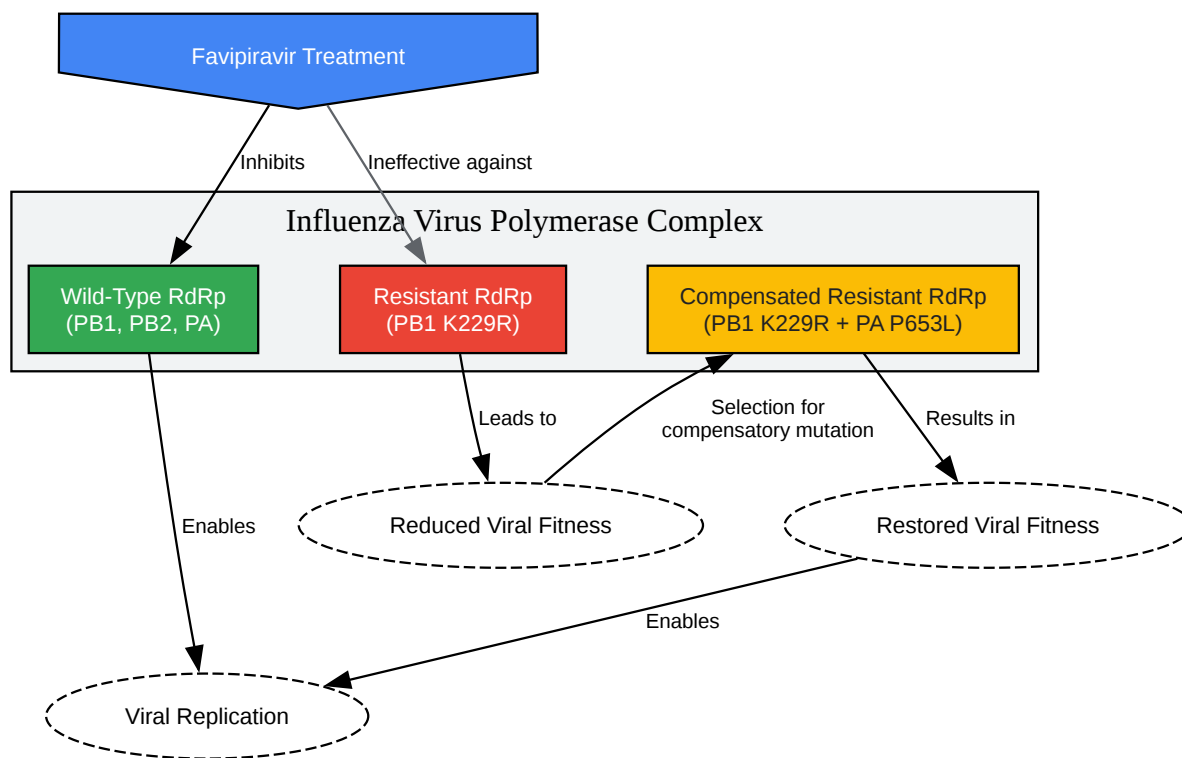 Favipiravir Treatment
Inhibits
Ineffective against
Influenza Virus Polymerase Complex
Wild-Type RdRp
(PB1, PB2, PA)
Resistant RdRp
(PB1 K229R)
Compensated Resistant RdRp
(PB1 K229R + PA P653L)
Leads to
Selection for
compensatory mutation
Results in
Enables
Reduced Viral Fitness
Restored Viral Fitness
Enables
Viral Replication